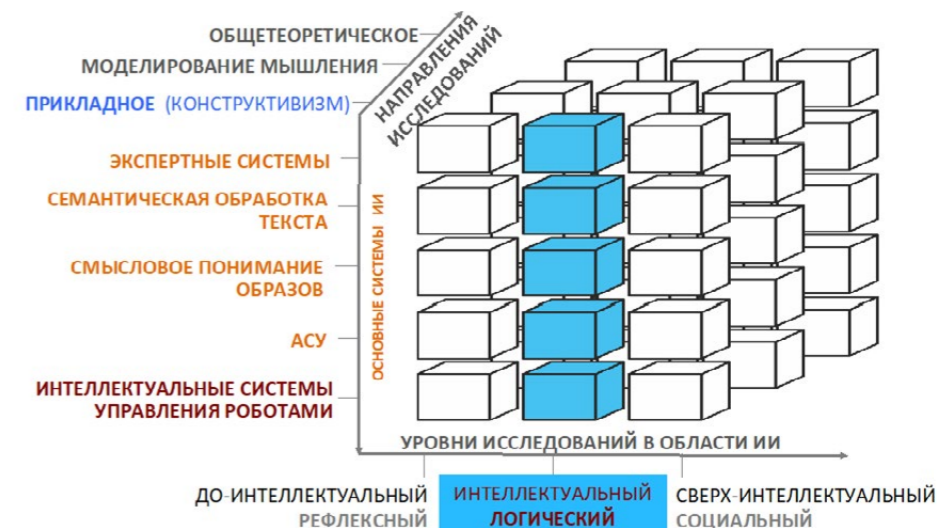 ОБЩЕТЕОРЕТИЧЕСКОЕ
МОДЕЛИРОВАНИЕ МЫШЛЕНИЯ
ПРИКЛАДНОЕ (КОНСТРУКТИВИЗМ)
НАПРАВЛЕНИЯ
ИССЛЕДОВАНИЙ
ЭКСПЕРТНЫЕ СИСТЕМЫ
СЕМАНТИЧЕСКАЯ ОБРАБОТКА
ТЕКСТА
СМЫСЛОВОЕ ПОНИМАНИЕ
ОБРАЗОВ
АСУ
ИНТЕЛЛЕКТУАЛЬНЫЕ СИСТЕМЫ
УПРАВЛЕНИЯ РОБОТАМИ
ОСНОВНЫЕ СИСТЕМЫ ИИ
УРОВНИ ИССЛЕДОВАНИЙ В ОБЛАСТИ ИИ
ДО-ИНТЕЛЛЕКТУАЛЬНЫЙ
РЕФЛЕКСНЫЙ
ИНТЕЛЛЕКТУАЛЬНЫЙ
ЛОГИЧЕСКИЙ
СВЕРХ-ИНТЕЛЛЕКТУАЛЬНЫЙ
СОЦИАЛЬНЫЙ